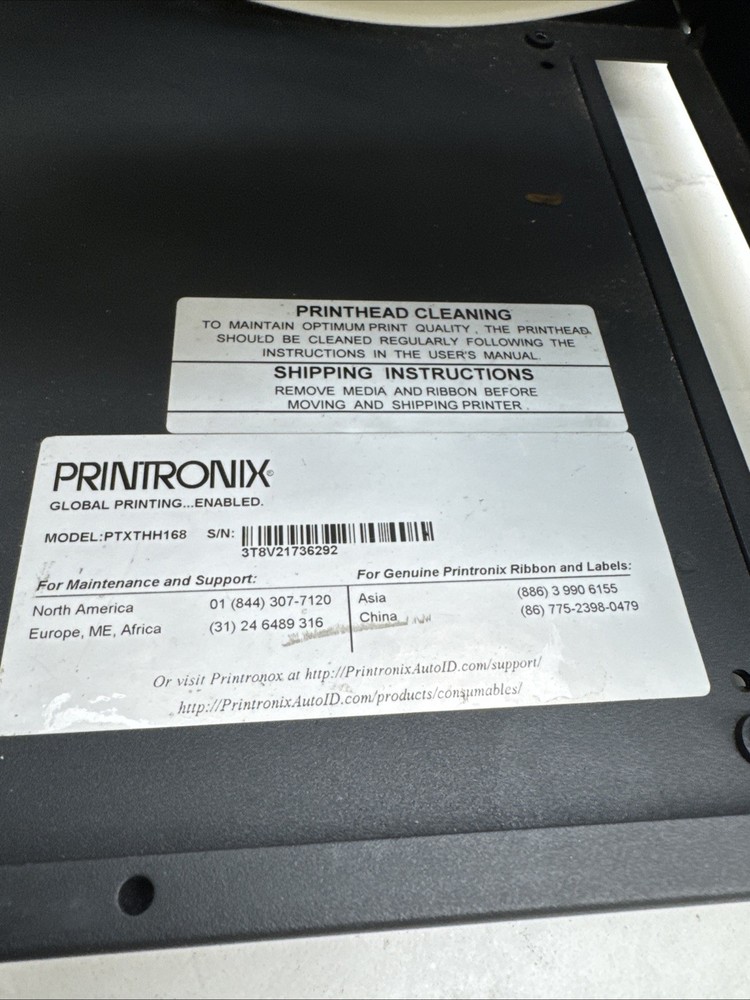 PRINTHEAD CLEANING
TO MAINTAIN OPTIMUM PRINT QUALITY , THE PRINTHEAD
SHOULD BE CLEANED REGULARLY FOLLOWING THE
INSTRUCTIONS IN THE USER'S MANUAL.
SHIPPING INSTRUCTIONS
REMOVE MEDIA AND RIBBON BEFORE
MOVING AND SHIPPING PRINTER .
PRINTRONIX®
GLOBAL PRINTING...ENABLED.
MODEL:PTXTHH168 S/N:
3T8V21736292
For Maintenance and Support:
North America 01 (844) 307-7120
Europe, ME, Africa (31) 24 6489 316
For Genuine Printronix Ribbon and Labels:
Asia (886) 3 990 6155
China (86) 775-2398-0479
Or visit Printronox at http://PrintronixAutoID.com/support/
http://PrintronixAutoID.com/products/consumables/